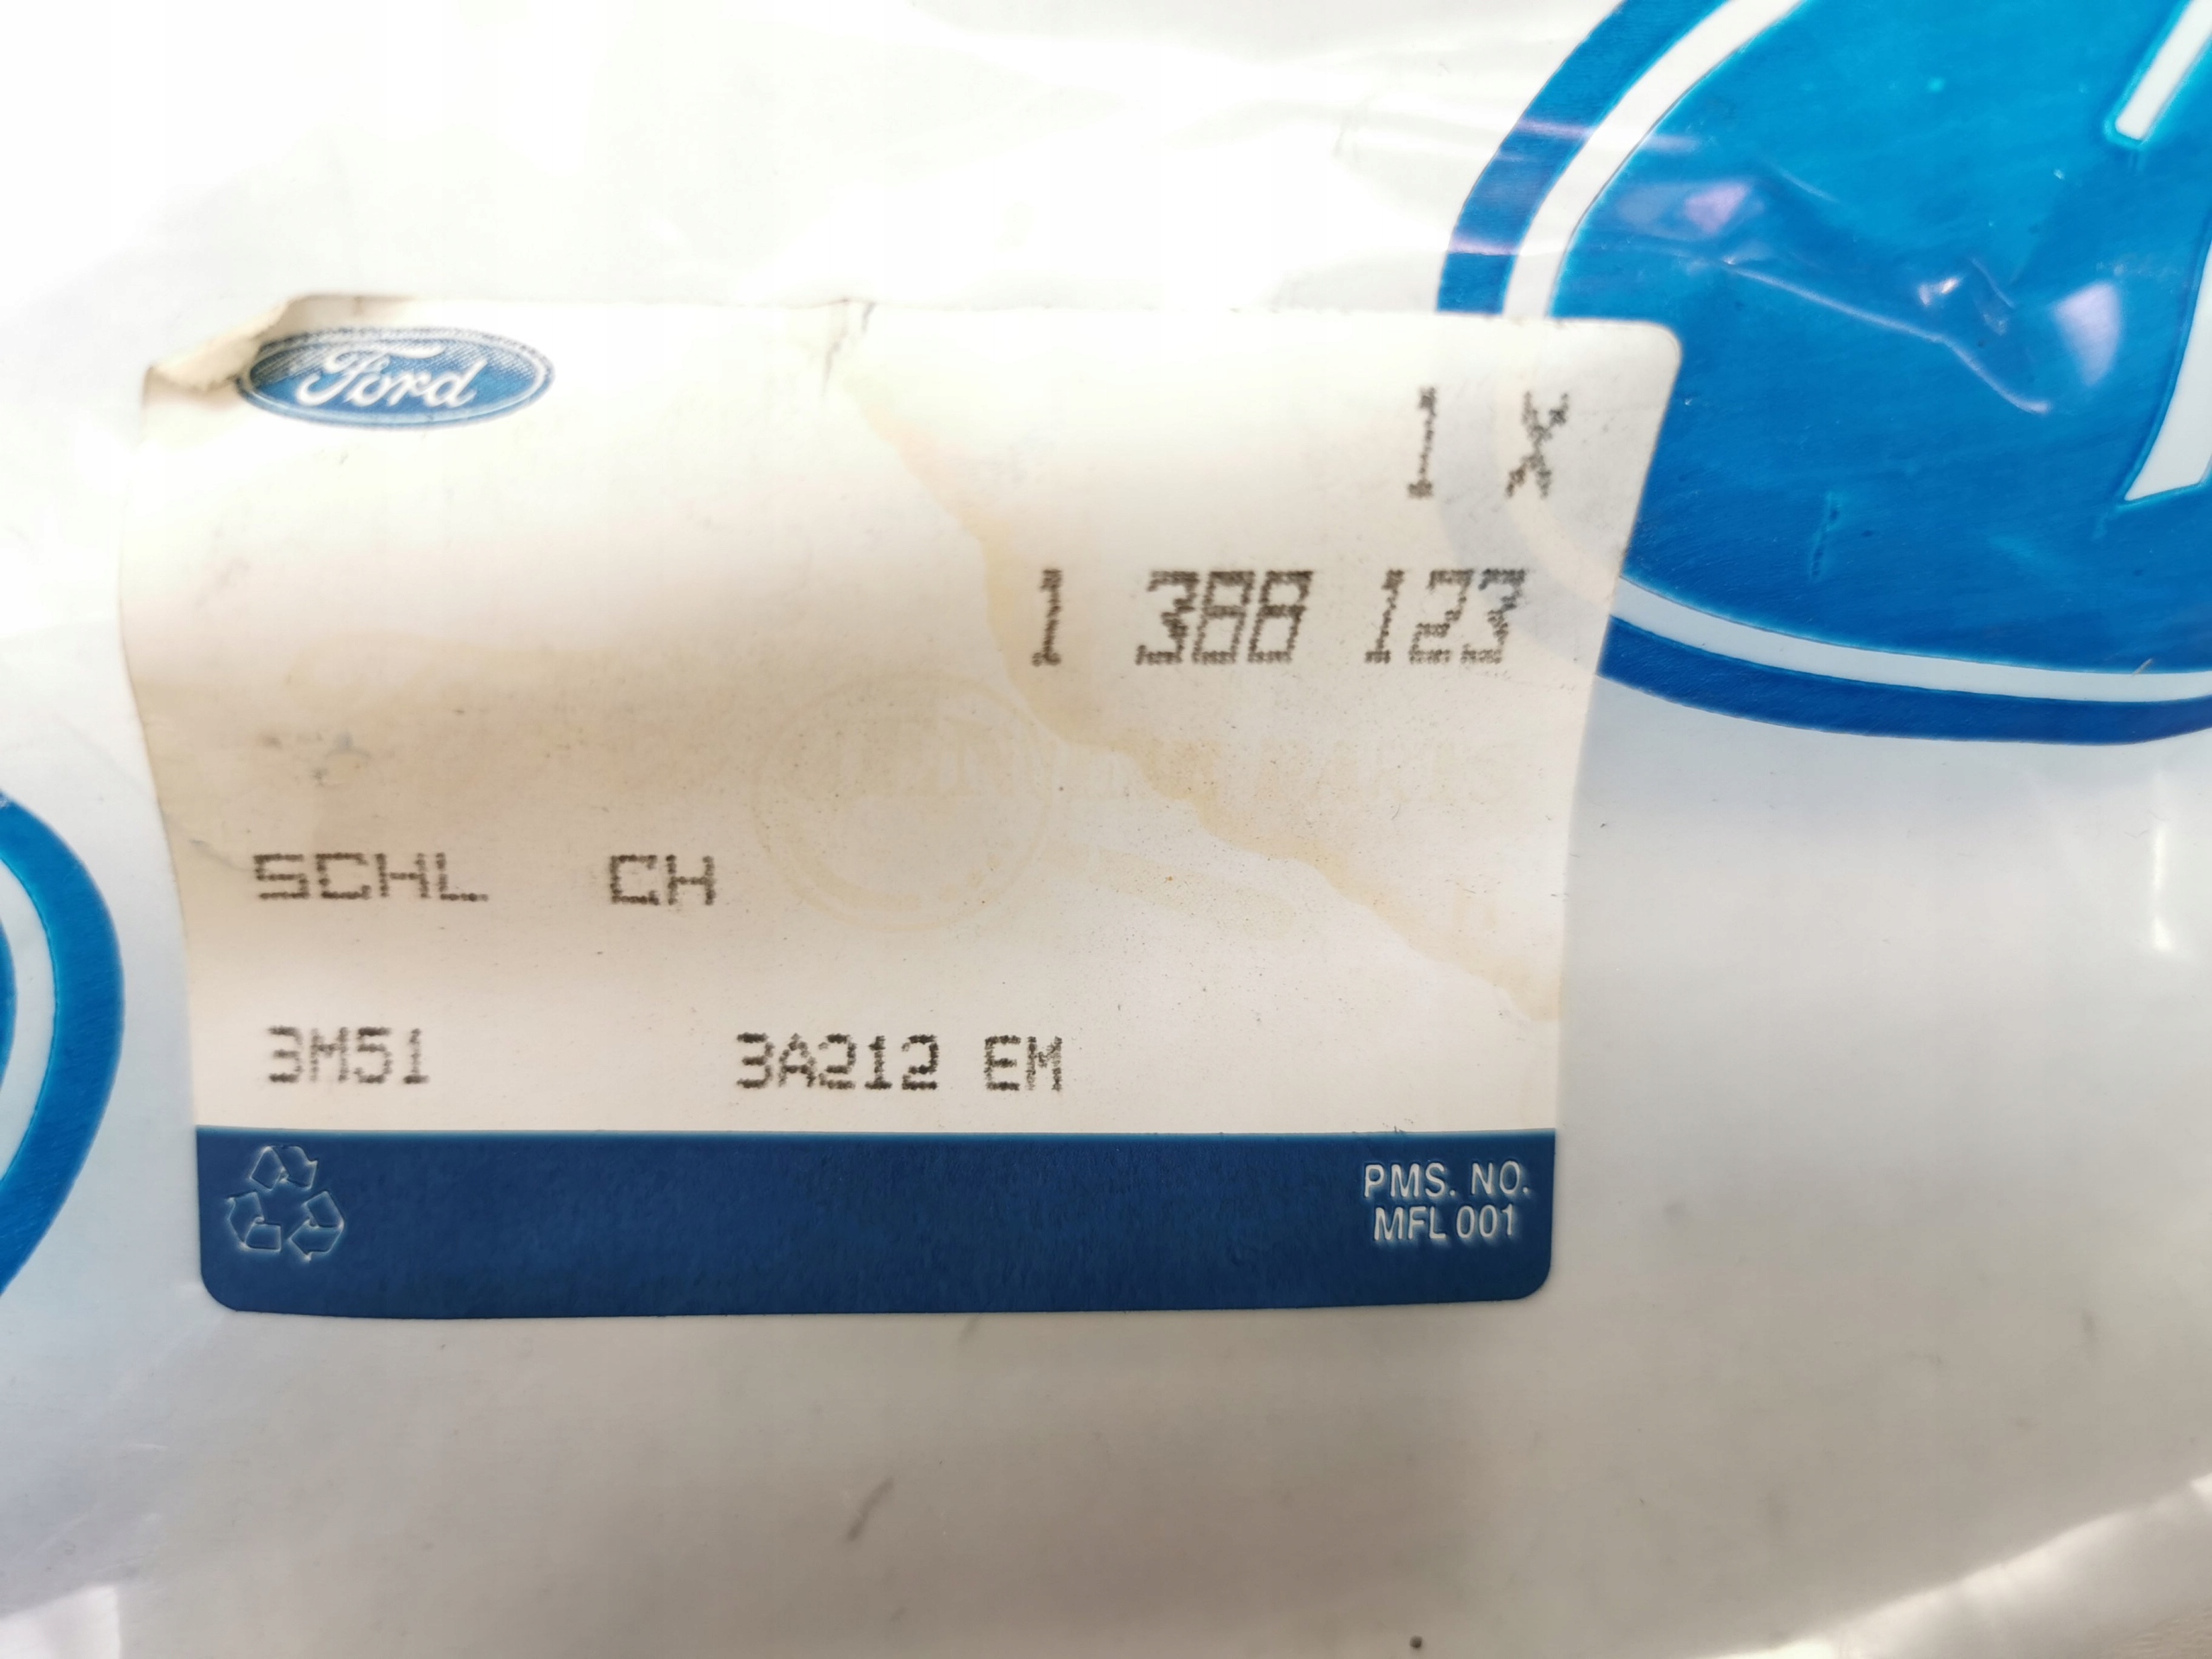 Ford
1 X
1 388 123
SCHL CH
3M51 3A212 EM
PMS. NO.
MFL 001